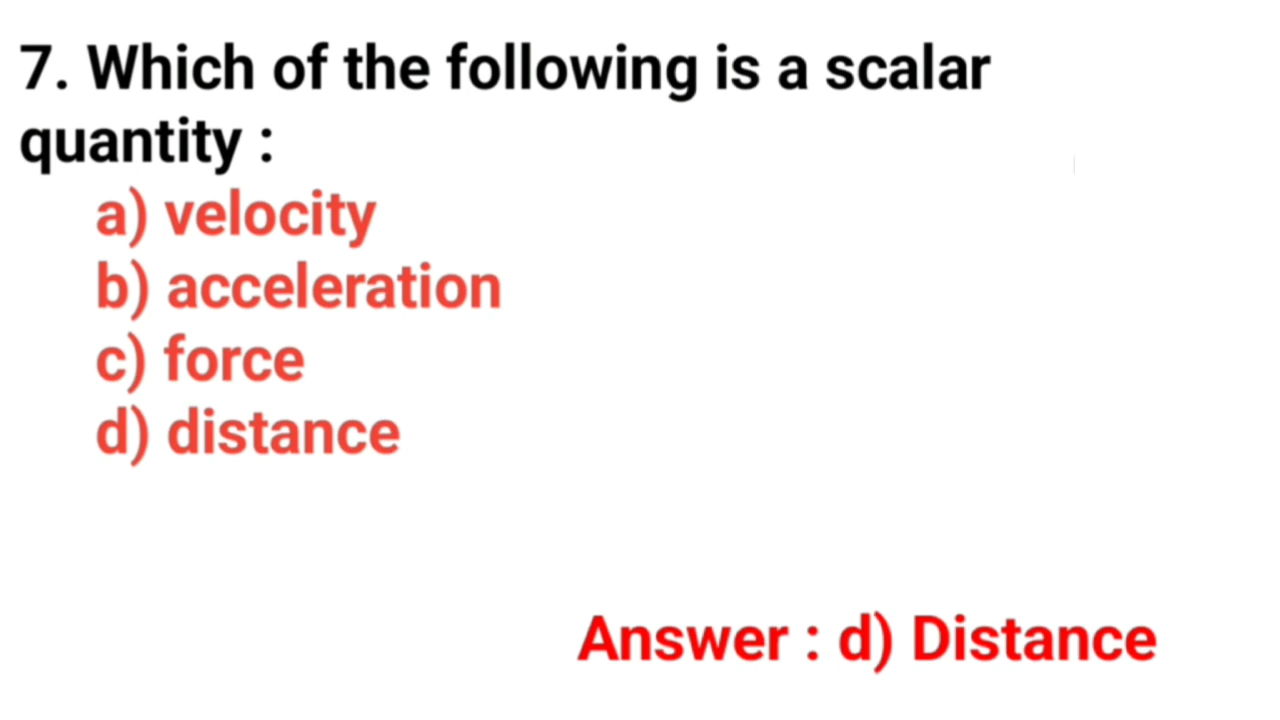 7. Which of the following is a scalar
quantity :
a) velocity
b) acceleration
c) force
d) distance
Answer : d) Distance